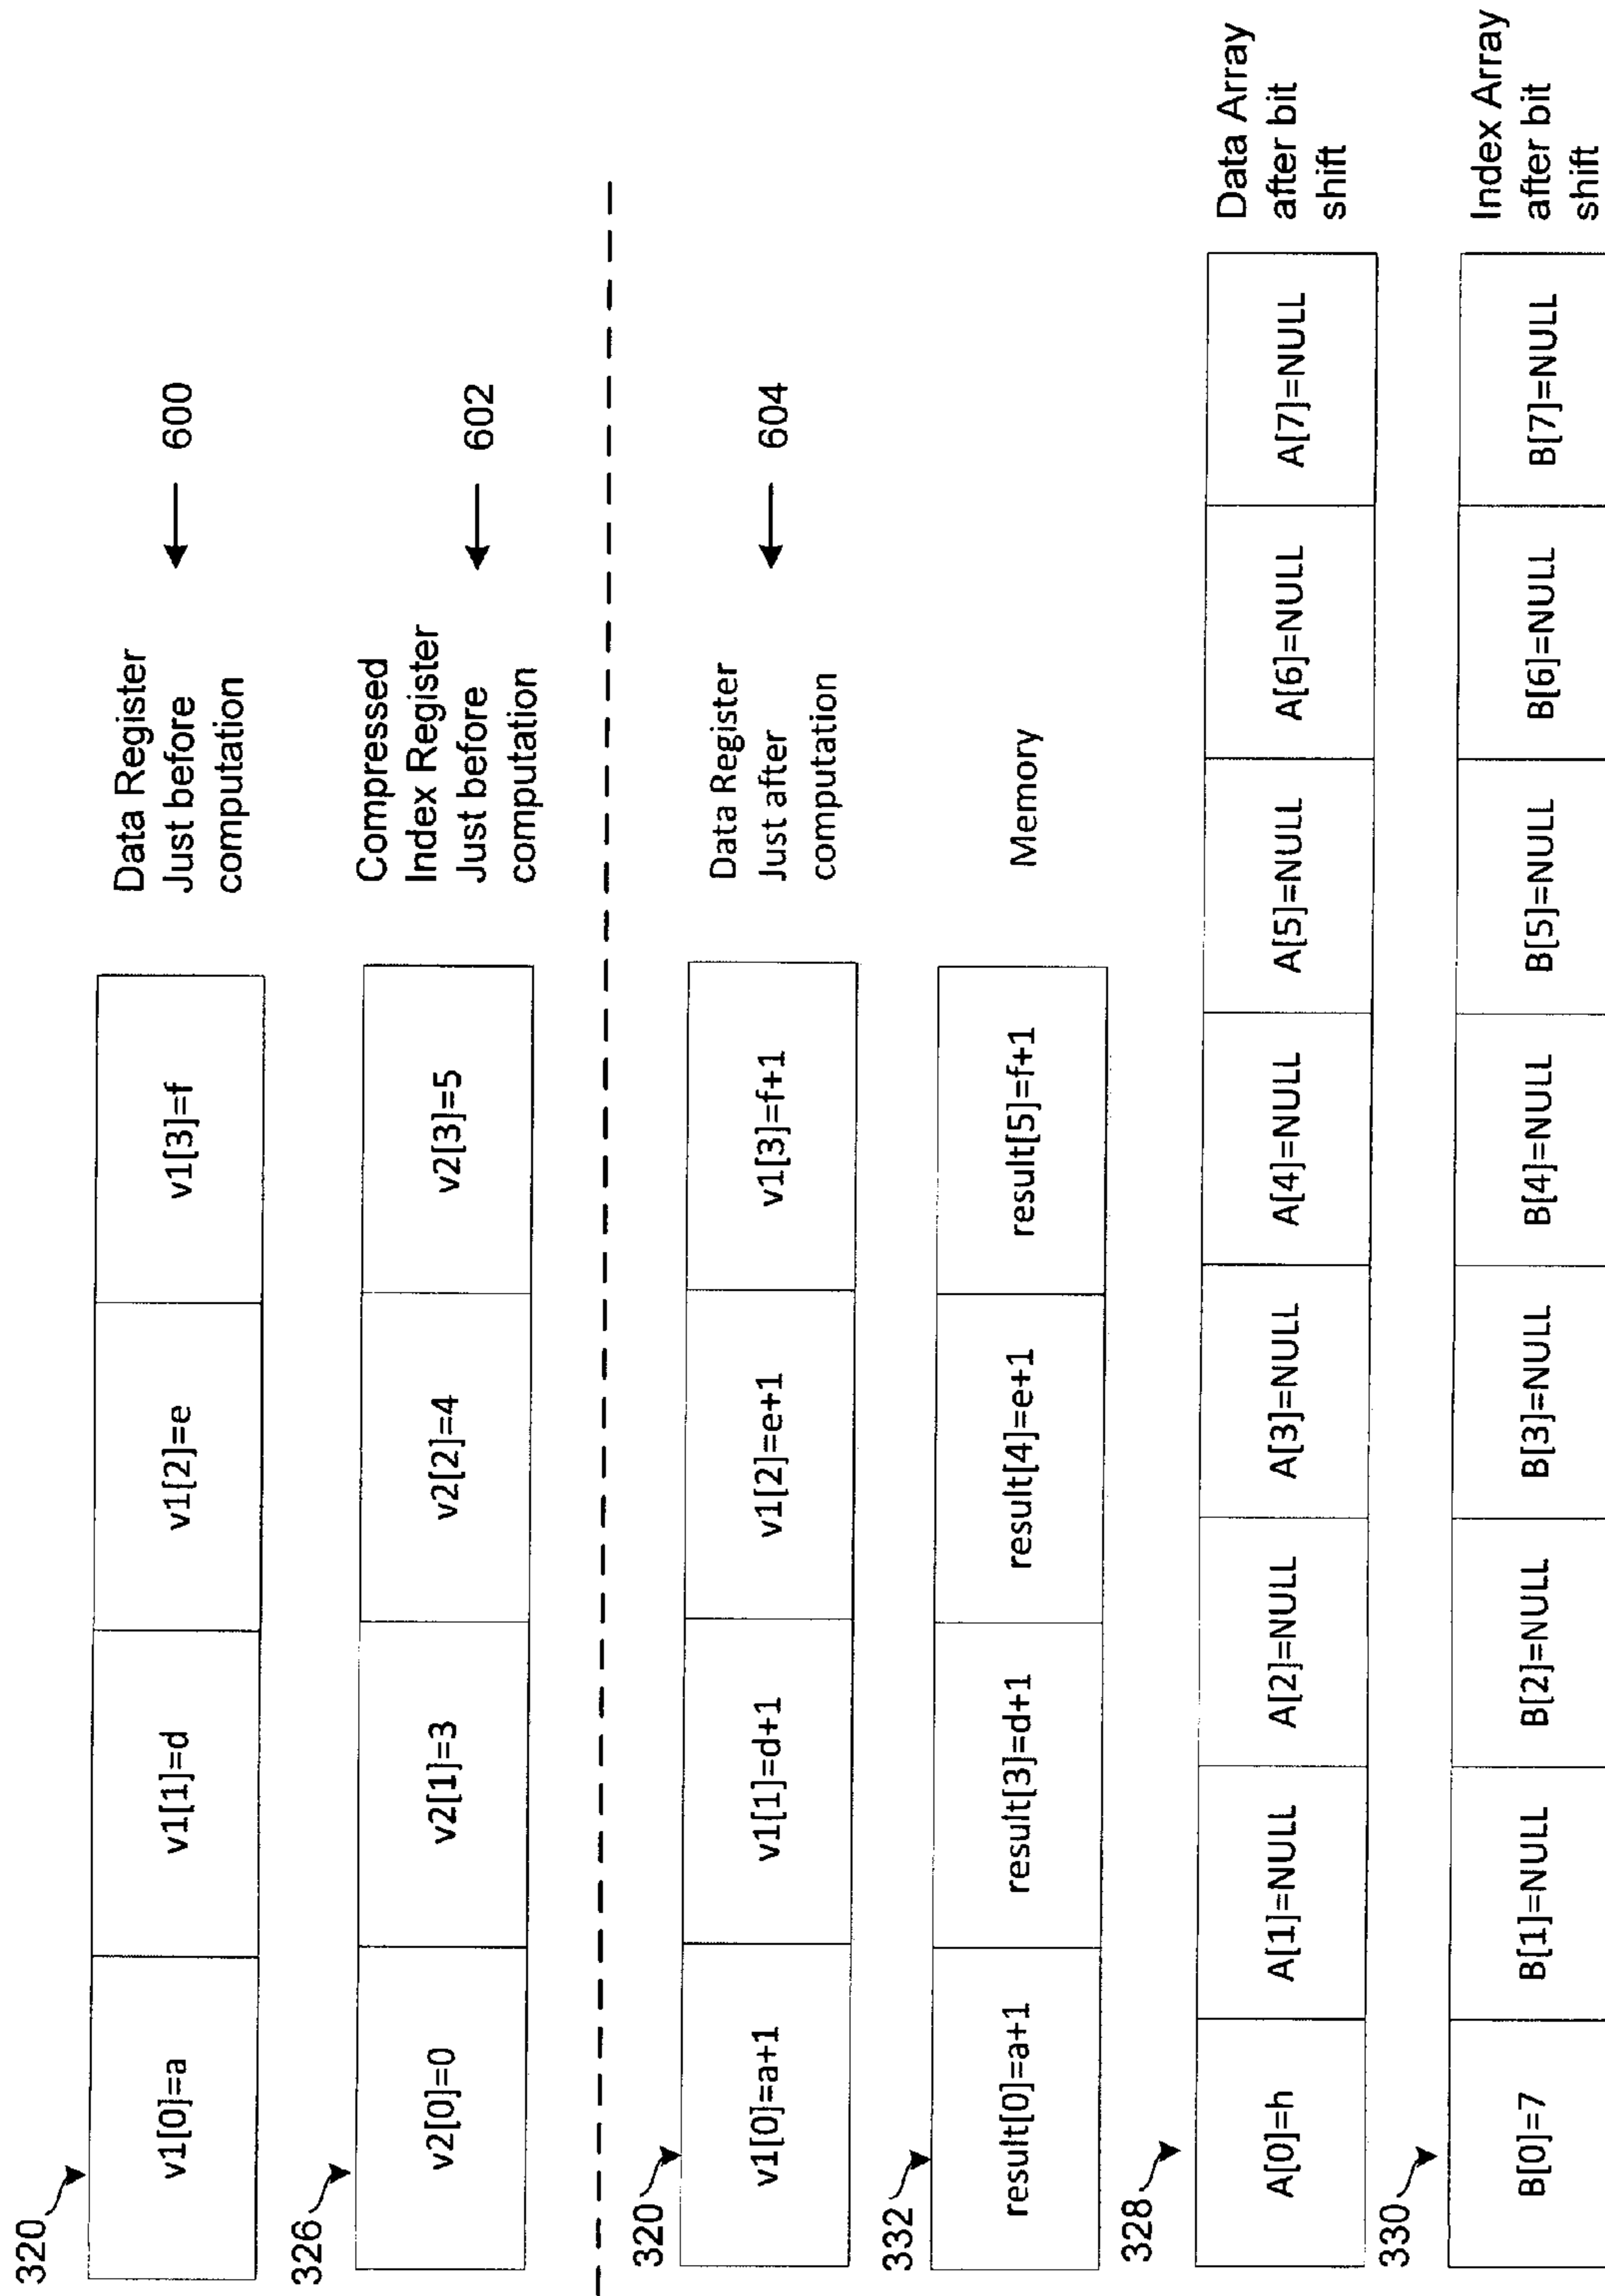 320
v1[0]=a v1[1]=d v1[2]=e v1[3]=f
Data Register
Just before
computation
600
326
v2[0]=0 v2[1]=3 v2[2]=4 v2[3]=5
Compressed
Index Register
Just before
computation
602
320
v1[0]=a+1 v1[1]=d+1 v1[2]=e+1 v1[3]=f+1
Data Register
Just after
computation
604
332
result[0]=a+1 result[3]=d+1 result[4]=e+1 result[5]=f+1
Memory
328
A[0]=h A[1]=NULL A[2]=NULL A[3]=NULL A[4]=NULL A[5]=NULL A[6]=NULL A[7]=NULL
Data Array
after bit
shift
330
B[0]=7 B[1]=NULL B[2]=NULL B[3]=NULL B[4]=NULL B[5]=NULL B[6]=NULL B[7]=NULL
Index Array
after bit
shift